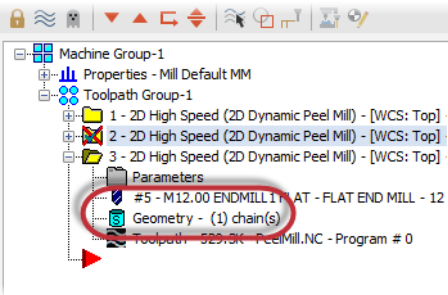 Machine Group-1
Properties - Mill Default MM
Toolpath Group-1
1 - 2D High Speed (2D Dynamic Peel Mill) - [WCS: Top]
2 - 2D High Speed (2D Dynamic Peel Mill) - [WCS: Top]
3 - 2D High Speed (2D Dynamic Peel Mill) - [WCS: Top]
Parameters
#5 - M12.00 ENDMILL1 FLAT - FLAT END MILL - 12
Geometry - (1) chain(s)
Toolpath - 529.3K - PeelMill.NC - Program # 0